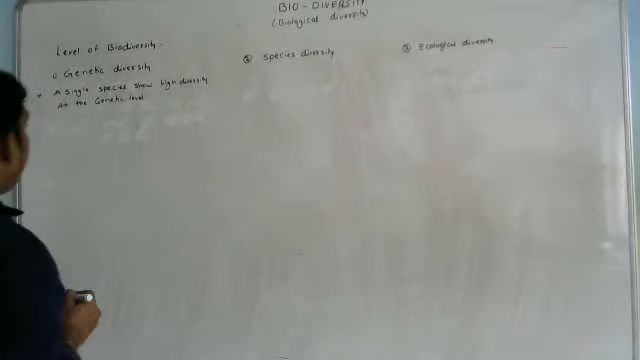 BIO-DIVERSITY
(Biological diversity)
Level of Biodiversity.
① Genetic diversity
* A single species show high diversity
At the Genetic level
② Species diversity
③ Ecological diversity